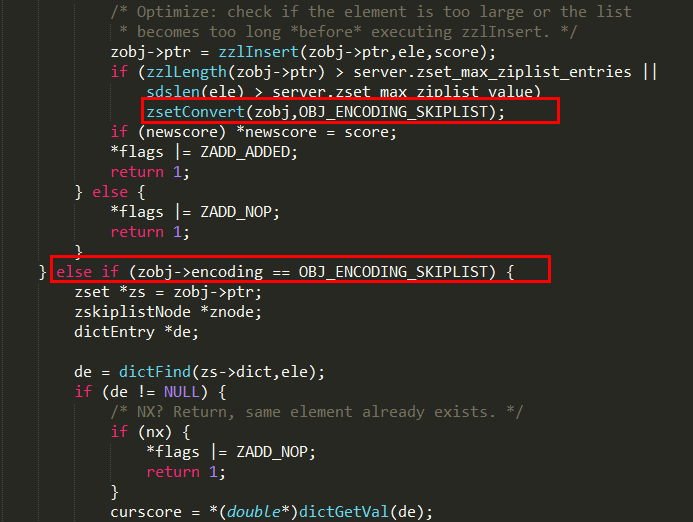 /* Optimize: check if the element is too large or the list
* becomes too long *before* executing zzlInsert. */
zobj->ptr = zzlInsert(zobj->ptr,ele,score);
if (zzlLength(zobj->ptr) > server.zset_max_ziplist_entries ||
sdslen(ele) > server.zset_max_ziplist_value)
zsetConvert(zobj,OBJ_ENCODING_SKIPLIST);
if (newscore) *newscore = score;
*flags |= ZADD_ADDED;
return 1;
} else {
*flags |= ZADD_NOP;
return 1;
}
} else if (zobj->encoding == OBJ_ENCODING_SKIPLIST) {
zset *zs = zobj->ptr;
zskiplistNode *znode;
dictEntry *de;
de = dictFind(zs->dict,ele);
if (de != NULL) {
/* NX? Return, same element already exists. */
if (nx) {
*flags |= ZADD_NOP;
return 1;
}
curscore = *(double*)dictGetVal(de);